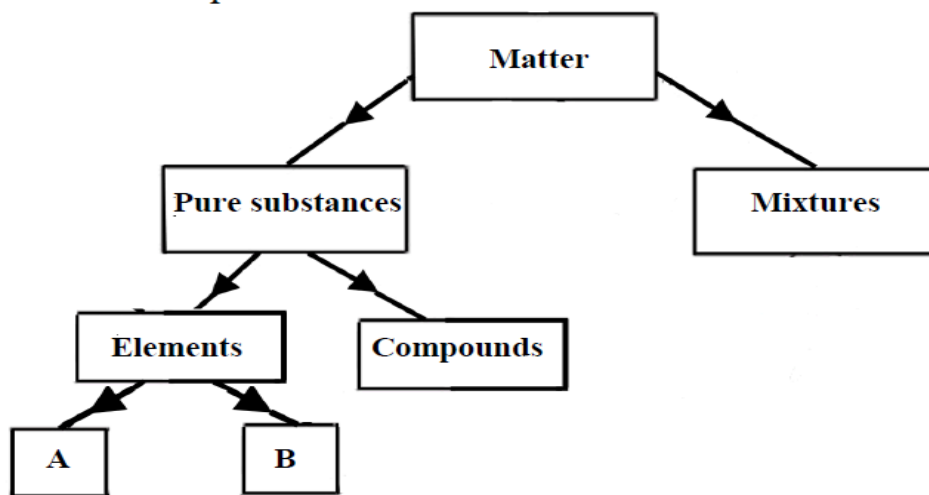 Matter
Pure substances
Mixtures
Elements
Compounds
A
B